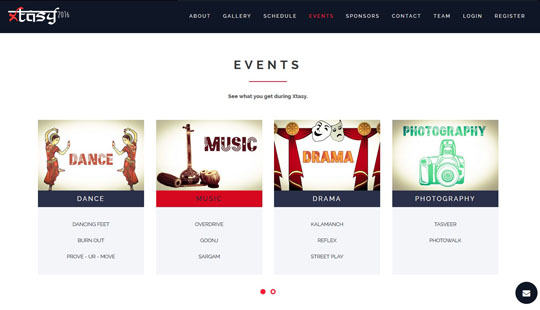 xtasy 2016
ABOUT GALLERY SCHEDULE EVENTS SPONSORS CONTACT TEAM LOGIN REGISTER
EVENTS
See what you get during Xtasy.
DANCE
MUSIC
DRAMA
PHOTOGRAPHY
DANCE
MUSIC
DRAMA
PHOTOGRAPHY
DANCING FEET
OVERDRIVE
KALAMANCH
TASVEER
BURN OUT
GOONJ
REFLEX
PHOTOWALK
PROVE - UR - MOVE
SARGAM
STREET PLAY